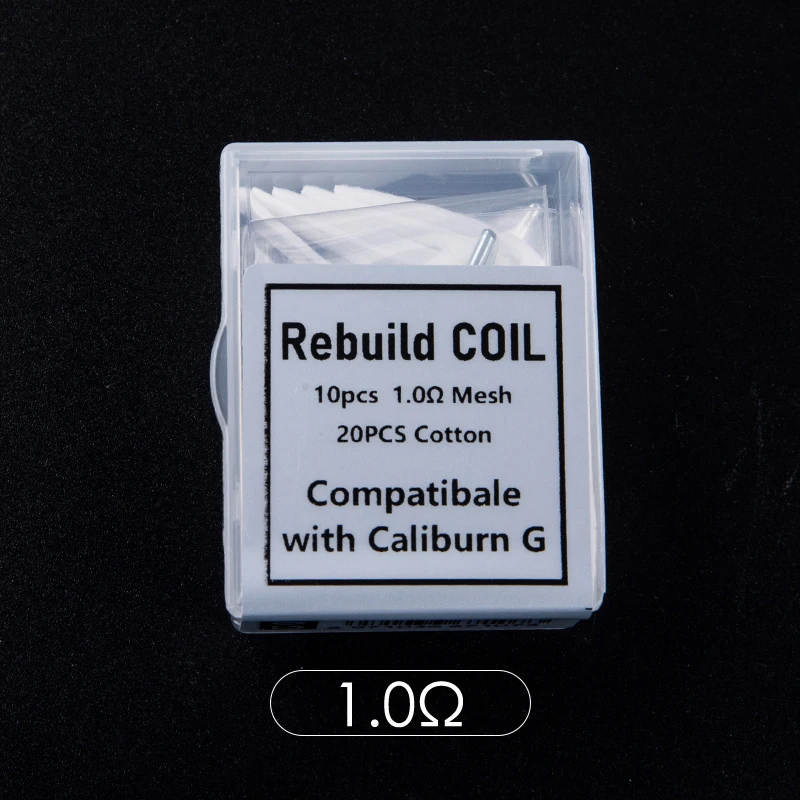 Rebuild COIL
10pcs 1.0Ω Mesh
20PCS Cotton
Compatibale
with Caliburn G
1.0Ω